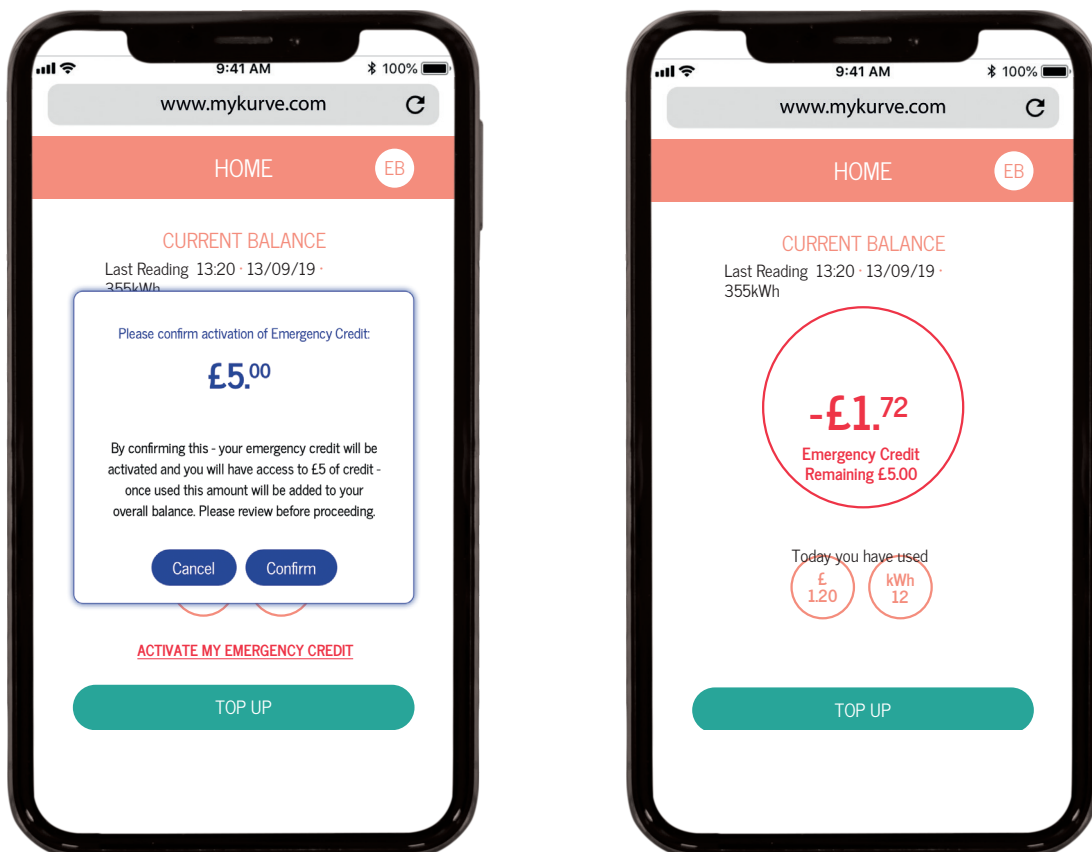 9:41 AM
100%
www.mykurve.com
HOME
EB
CURRENT BALANCE
Last Reading 13:20 · 13/09/19 ·
355kWh
Please confirm activation of Emergency Credit:
£5.00
By confirming this - your emergency credit will be
activated and you will have access to £5 of credit -
once used this amount will be added to your
overall balance. Please review before proceeding.
Cancel
Confirm
ACTIVATE MY EMERGENCY CREDIT
TOP UP
9:41 AM
100%
www.mykurve.com
HOME
EB
CURRENT BALANCE
Last Reading 13:20 · 13/09/19 ·
355kWh
-£1.72
Emergency Credit
Remaining £5.00
Today you have used
£
1.20
kWh
12
TOP UP